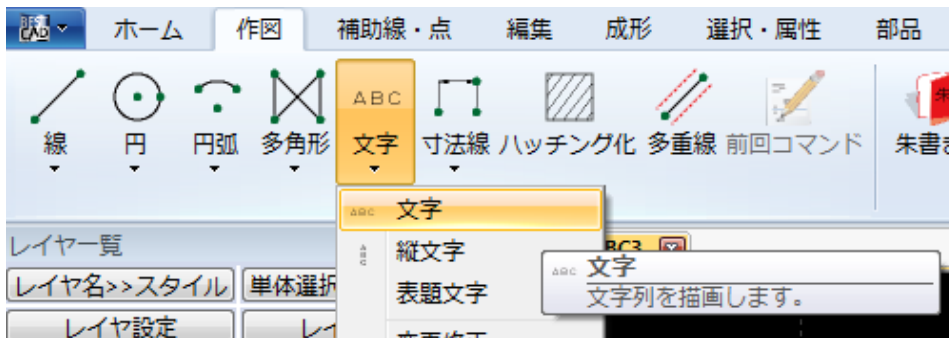 ホーム 作図 補助線・点 編集 成形 選択・属性 部品
ABC
線 円 円弧 多角形 文字 寸法線 ハッチング化 多重線 前回コマンド 朱書き
ABC 文字
レイヤ一覧
ABC 縦文字
BC3
ABC 文字
レイヤ名>>スタイル 単体選択
表題文字
文字列を描画します。
レイヤ設定